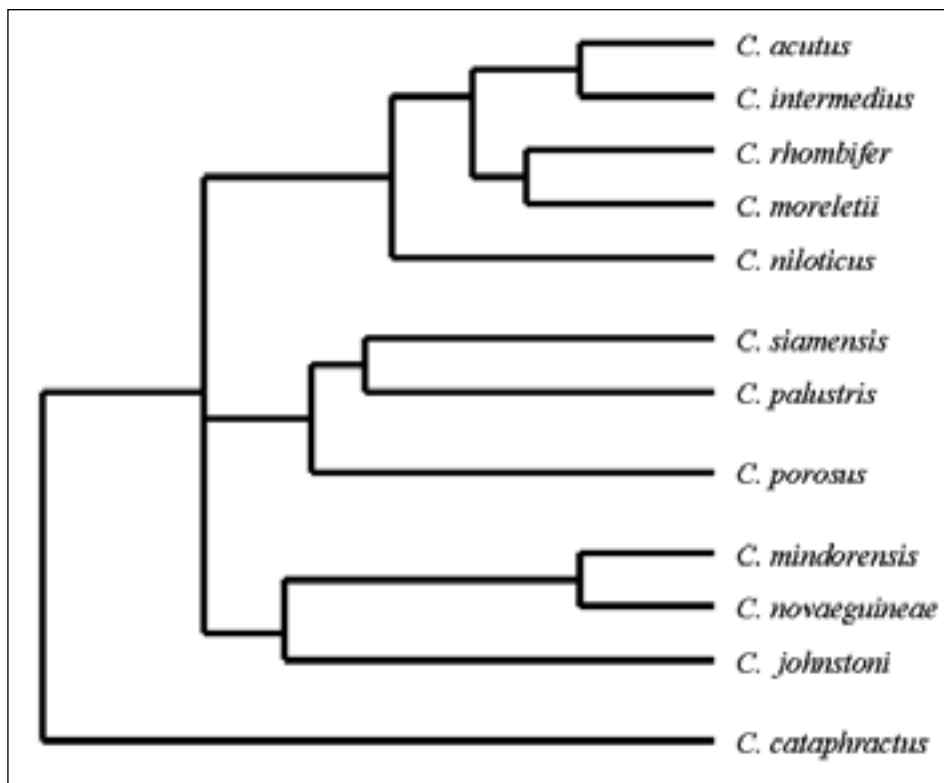 C. acutus
C. intermedius
C. rhombifer
C. moreletii
C. niloticus
C. siamensis
C. palustris
C. porosus
C. mindorensis
C. novaeguineae
C. johnstoni
C. cataphractus